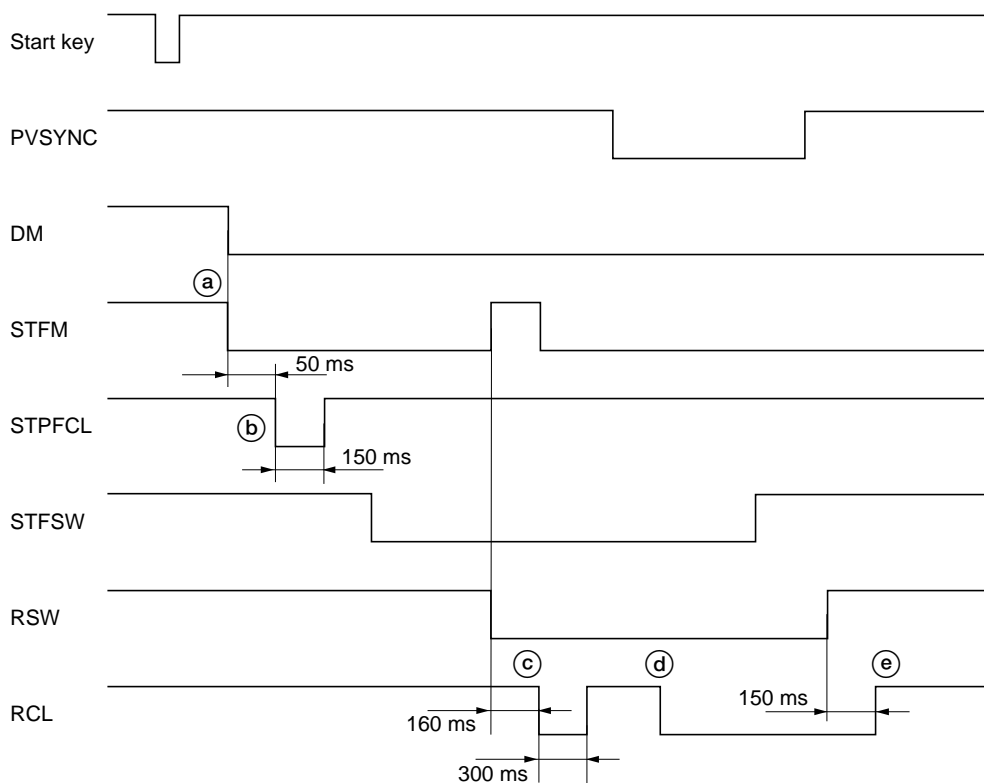 Start key
PVSYNC
DM
a
STFM
50 ms
STPFCL
b
150 ms
STFSW
RSW
c
d
e
RCL
160 ms
150 ms
300 ms